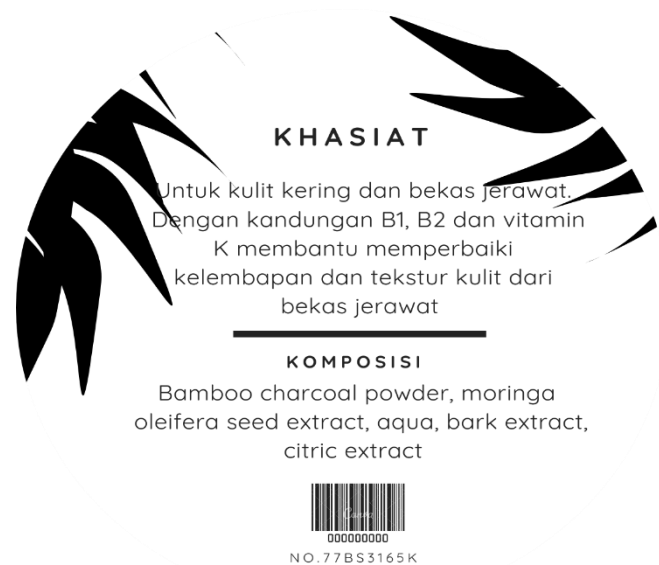 KHASIAT
Untuk kulit kering dan bekas jerawat.
Dengan kandungan B1, B2 dan vitamin
K membantu memperbaiki
kelembapan dan tekstur kulit dari
bekas jerawat
KOMPOSISI
Bamboo charcoal powder, moringa
oleifera seed extract, aqua, bark extract,
citric extract
Canva
000000000
NO.77BS3165K